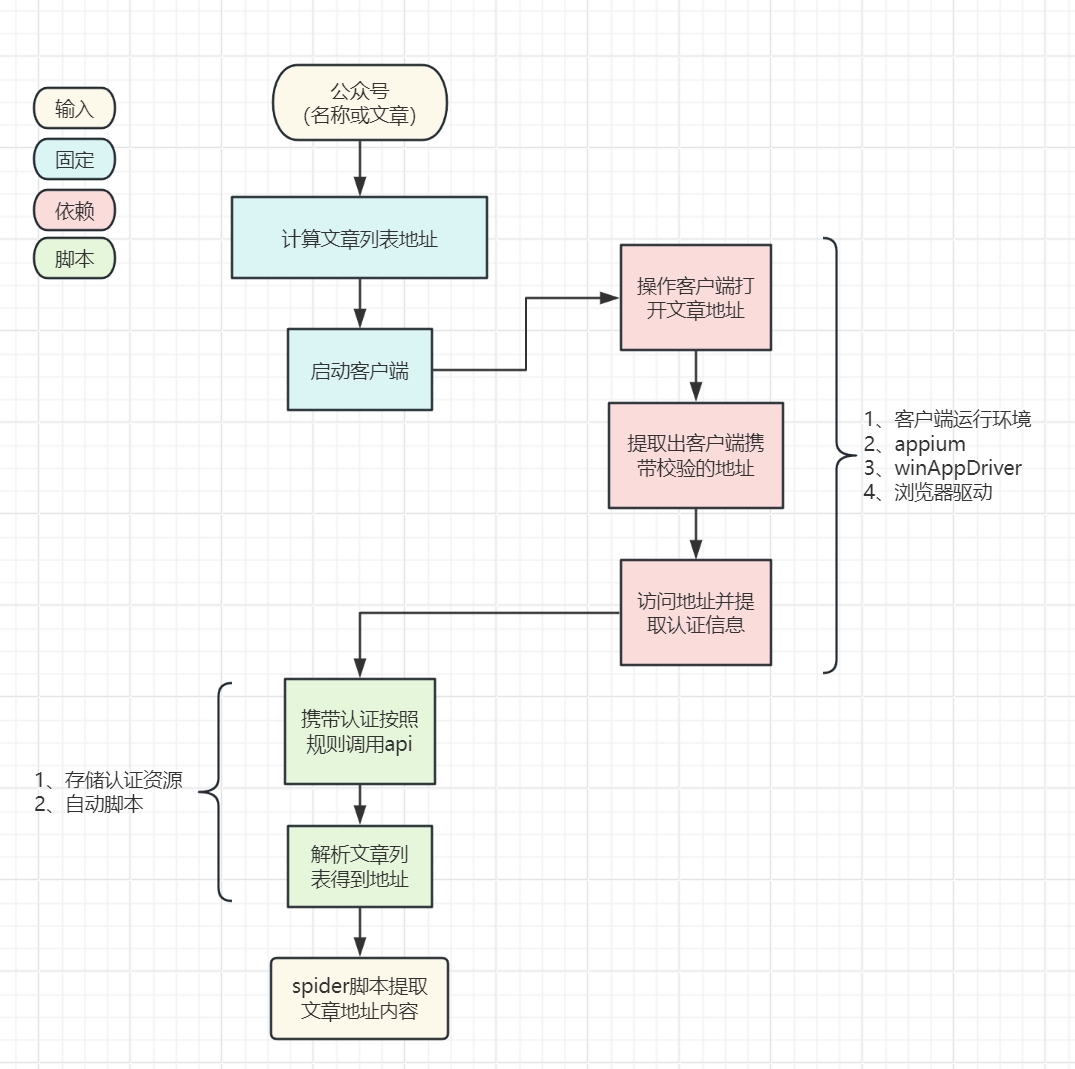 输入
固定
依赖
脚本
公众号
(名称或文章)
计算文章列表地址
启动客户端
操作客户端打
开文章地址
提取出客户端携
带校验的地址
访问地址并提
取认证信息
1、客户端运行环境
2、appium
3、winAppDriver
4、浏览器驱动
携带认证按照
规则调用api
解析文章列
表得到地址
1、存储认证资源
2、自动脚本
spider脚本提取
文章地址内容